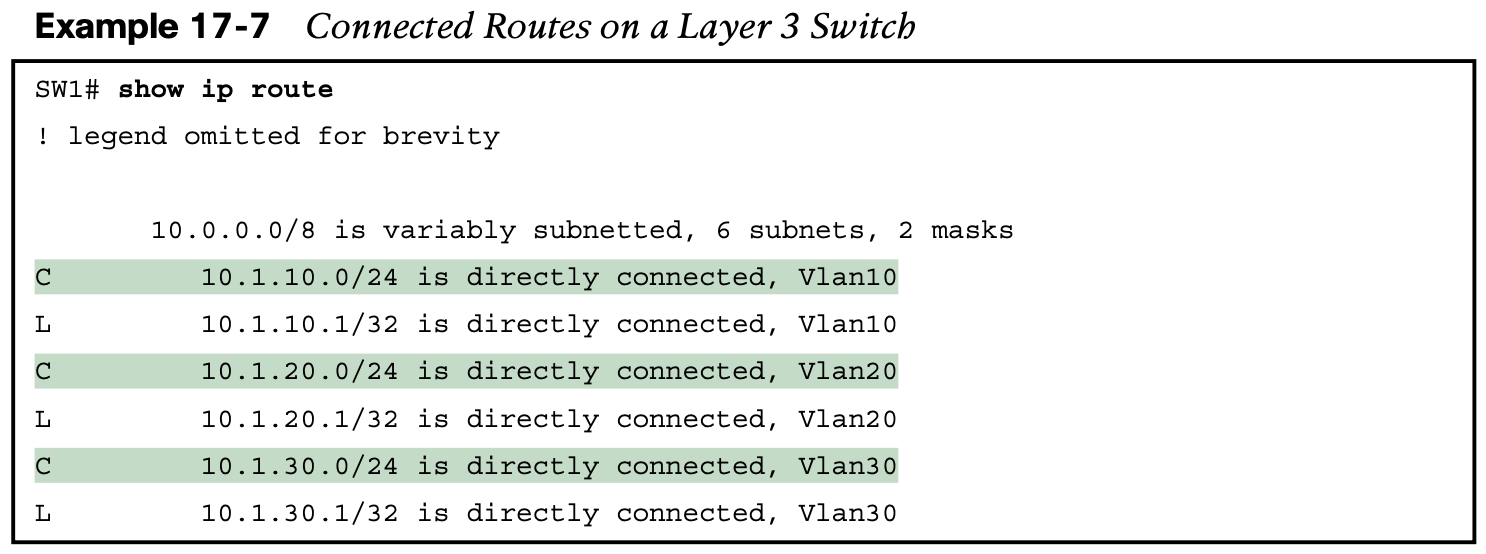 Example 17-7 Connected Routes on a Layer 3 Switch
SW1# show ip route
! legend omitted for brevity
10.0.0.0/8 is variably subnetted, 6 subnets, 2 masks
C 10.1.10.0/24 is directly connected, Vlan10
L 10.1.10.1/32 is directly connected, Vlan10
C 10.1.20.0/24 is directly connected, Vlan20
L 10.1.20.1/32 is directly connected, Vlan20
C 10.1.30.0/24 is directly connected, Vlan30
L 10.1.30.1/32 is directly connected, Vlan30